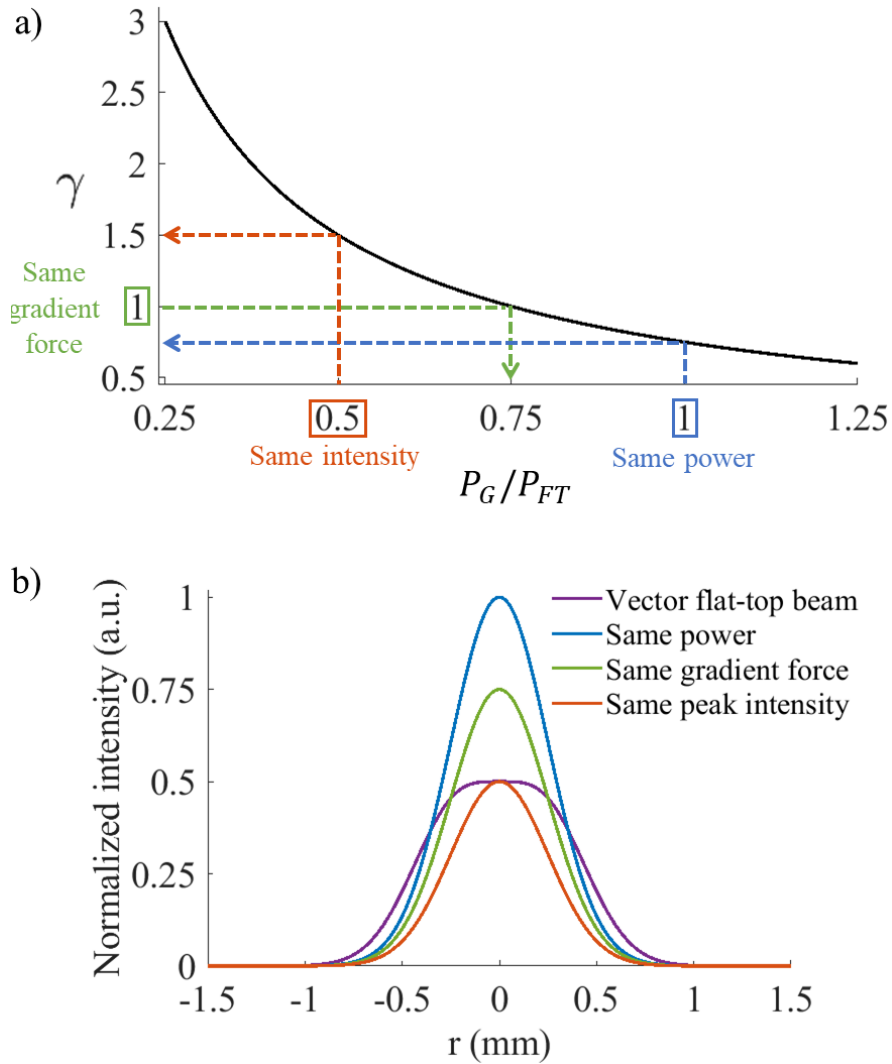 a)
3
2.5
2
γ
1.5
Same
gradient
force
1
0.5
0.25 0.5 0.75 1 1.25
Same intensity Same power
P_G/P_FT
b)
Normalized intensity (a.u.)
1
0.75
0.5
0.25
0
Vector flat-top beam
Same power
Same gradient force
Same peak intensity
-1.5 -1 -0.5 0 0.5 1 1.5
r (mm)